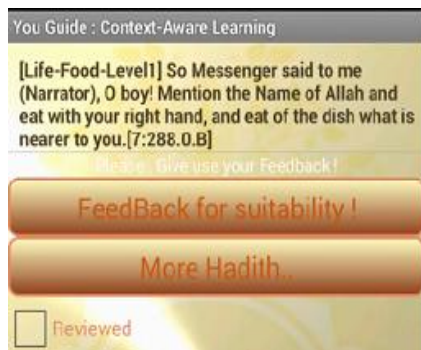 You Guide : Context-Aware Learning
[Life-Food-Level1] So Messenger said to me
(Narrator), O boy! Mention the Name of Allah and
eat with your right hand, and eat of the dish what is
nearer to you.[7:288.0.B]
Please : Give use your Feedback !
FeedBack for suitability !
More Hadith..
Reviewed